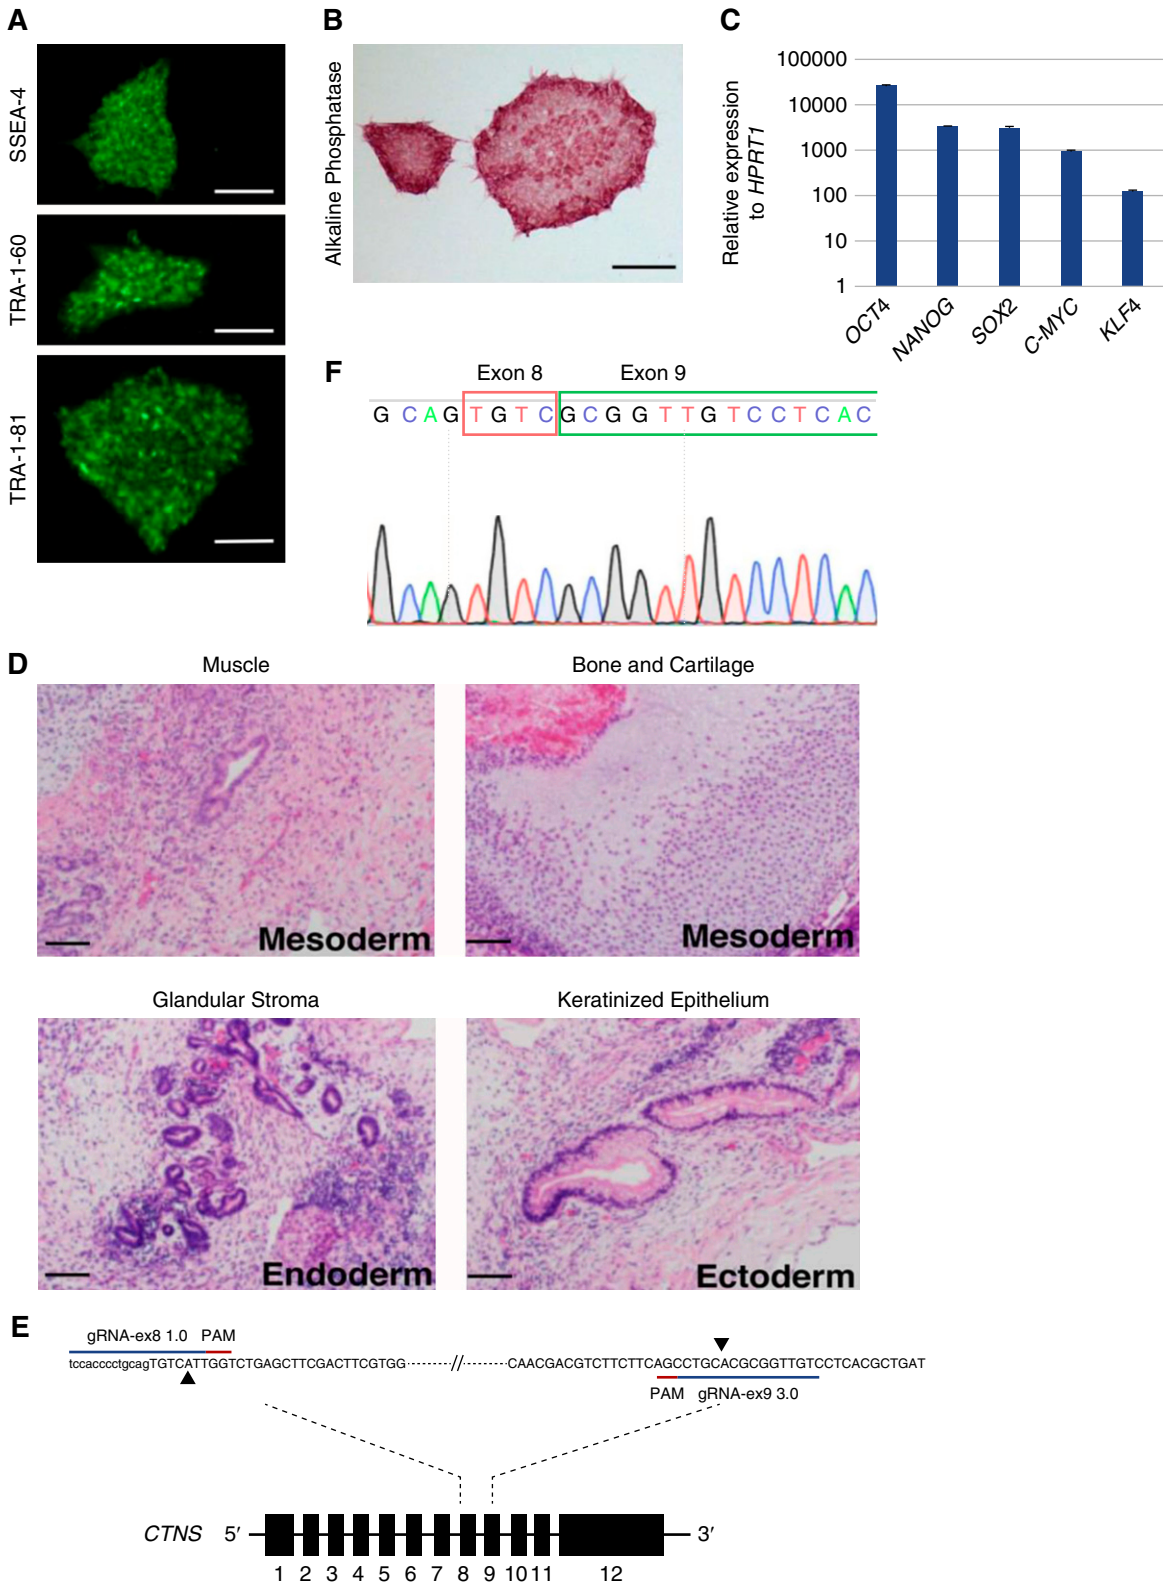 A
SSEA-4
TRA-1-60
TRA-1-81
B
Alkaline Phosphatase
C
Relative expression
to HPRT1
100000
10000
1000
100
10
1
OCT4
NANOG
SOX2
C-MYC
KLF4
F
Exon 8 Exon 9
G C A G T G T C G C G G T T G T C C T C A C
D
Muscle
Mesoderm
Bone and Cartilage
Mesoderm
Glandular Stroma
Endoderm
Keratinized Epithelium
Ectoderm
E
gRNA-ex8 1.0 PAM
tccacccctgcagTGTCATTGGTCTGAGCTTCGACTTCGTGG //  CAACGACGTCTTCTTCAGCCTGCACGCGGTTGTCCTCACGCTGAT
PAM gRNA-ex9 3.0
CTNS 5′ 3′
1 2 3 4 5 6 7 8 9 10 11 12